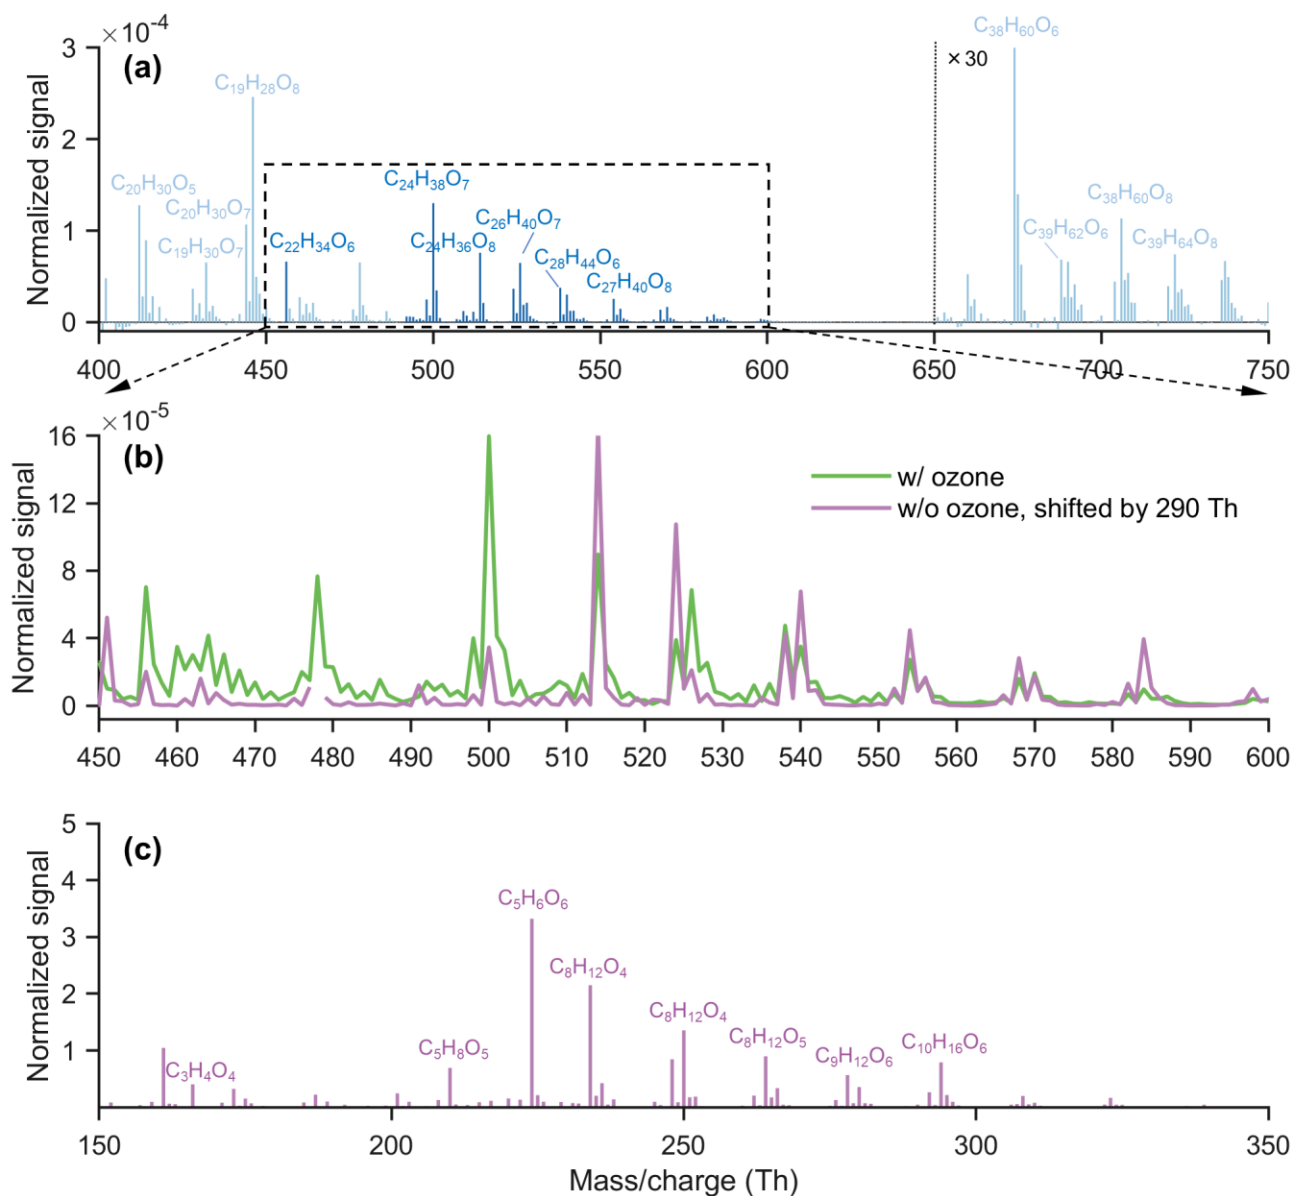 × 10⁻⁴
(a)
C₃₈H₆₀O₆
× 30
C₁₉H₂₈O₈
C₂₀H₃₀O₅
C₂₀H₃₀O₇
C₁₉H₃₀O₇
C₂₂H₃₄O₆
C₂₄H₃₈O₇
C₂₄H₃₆O₈
C₂₆H₄₀O₇
C₂₈H₄₄O₆
C₂₇H₄₀O₈
C₃₈H₆₀O₈
C₃₉H₆₂O₆
C₃₉H₆₄O₈
Normalized signal
3
2
1
0
400 450 500 550 600 650 700 750
× 10⁻⁵
(b)
w/ ozone
w/o ozone, shifted by 290 Th
Normalized signal
16
12
8
4
0
450 460 470 480 490 500 510 520 530 540 550 560 570 580 590 600
(c)
C₃H₄O₄
C₅H₈O₅
C₅H₆O₆
C₈H₁₂O₄
C₈H₁₂O₄
C₈H₁₂O₅
C₉H₁₂O₆
C₁₀H₁₆O₆
Normalized signal
5
4
3
2
1
150 200 250 300 350
Mass/charge (Th)